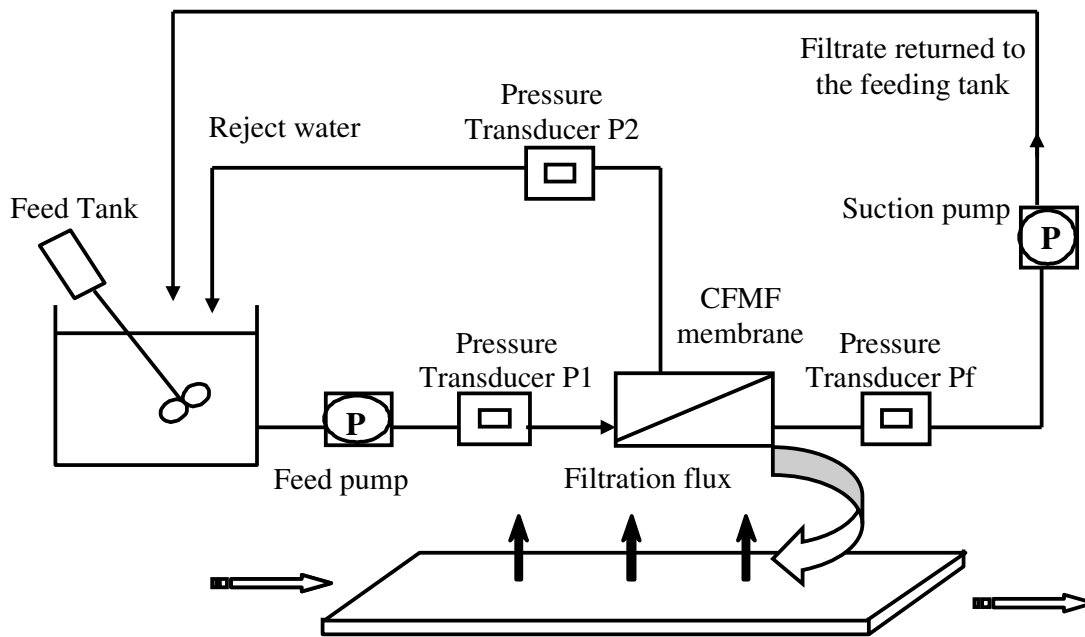 Filtrate returned to
the feeding tank
Pressure
Transducer P2
Reject water
Feed Tank
Suction pump
P
CFMF
membrane
Pressure
Transducer P1
Pressure
Transducer Pf
P
Feed pump
Filtration flux